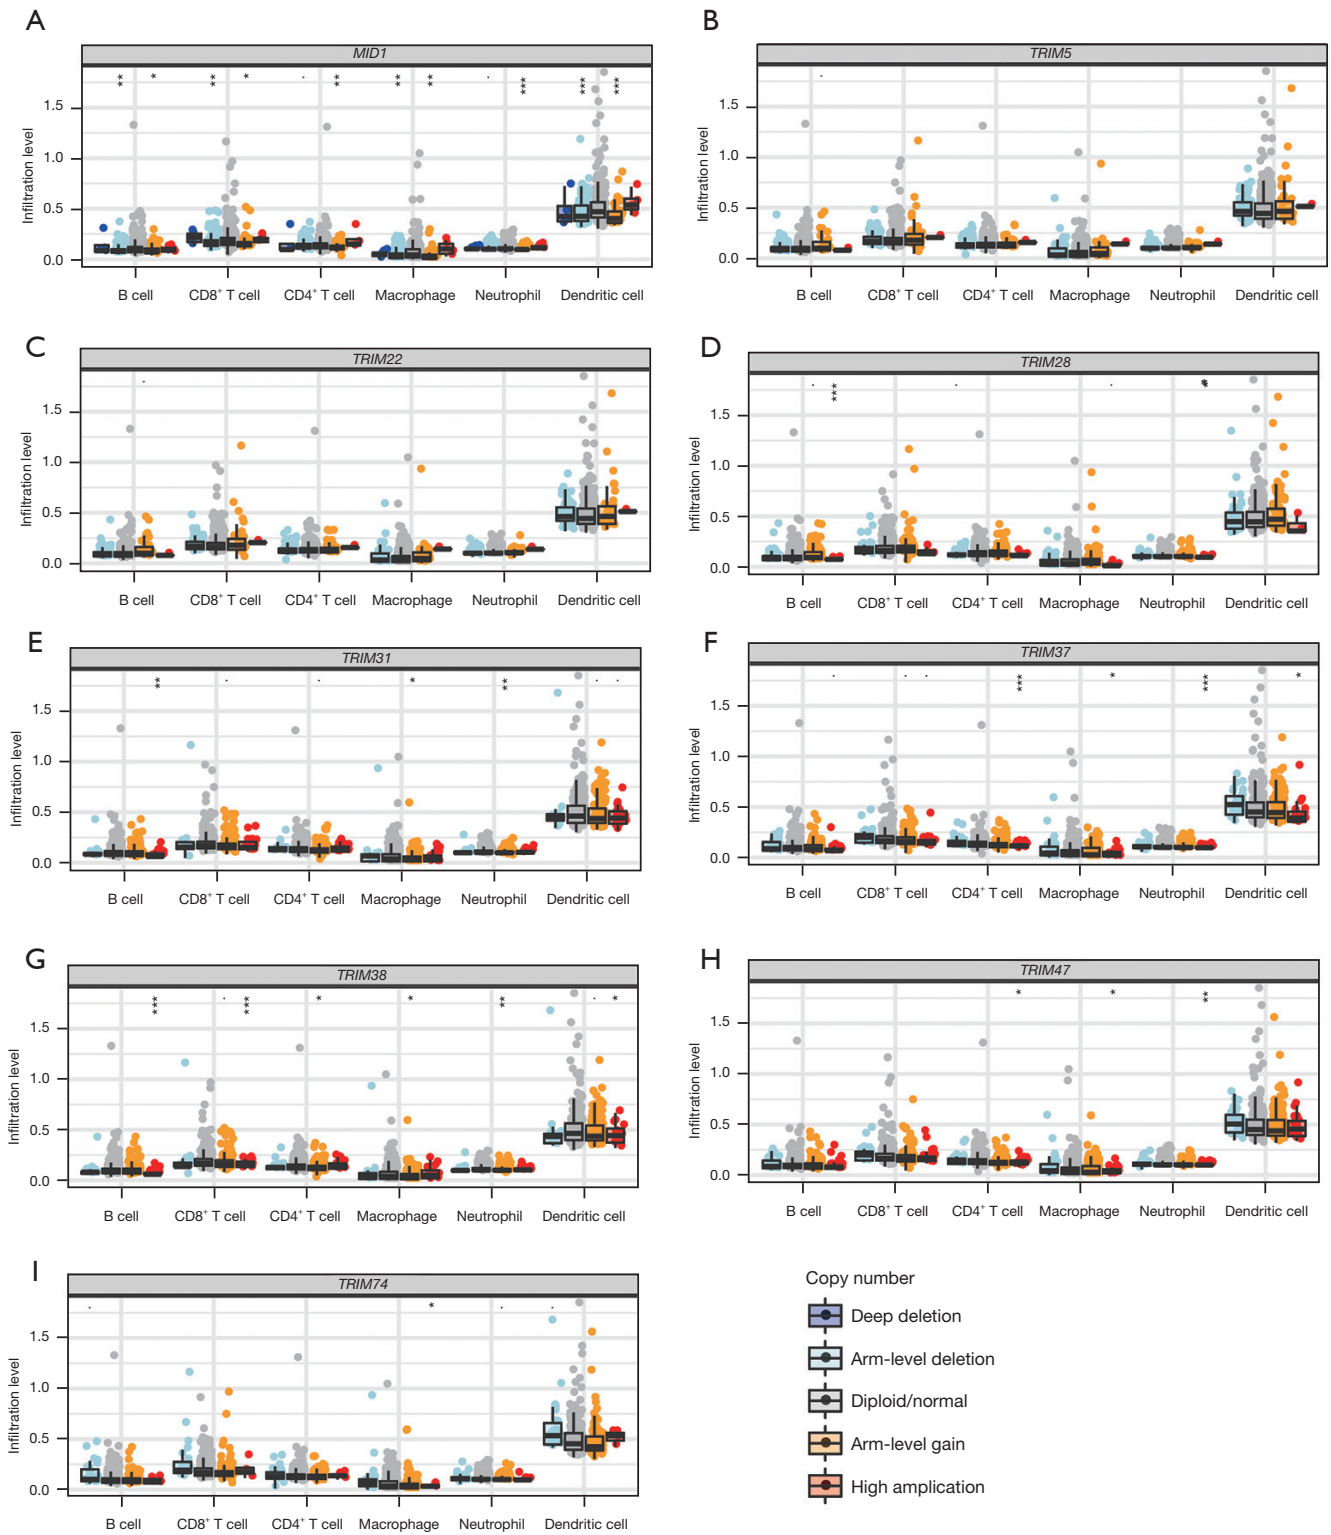 A
MID1
** * ** * · ** ** ** · *** *** ***
Infiltration level
1.5
1.0
0.5
0.0
B cell CD8+ T cell CD4+ T cell Macrophage Neutrophil Dendritic cell
B
TRIM5
·
Infiltration level
1.5
1.0
0.5
0.0
B cell CD8+ T cell CD4+ T cell Macrophage Neutrophil Dendritic cell
C
TRIM22
·
Infiltration level
1.5
1.0
0.5
0.0
B cell CD8+ T cell CD4+ T cell Macrophage Neutrophil Dendritic cell
D
TRIM28
· *** · ·
Infiltration level
1.5
1.0
0.5
0.0
B cell CD8+ T cell CD4+ T cell Macrophage Neutrophil Dendritic cell
E
TRIM31
** · · * ** · ·
Infiltration level
1.5
1.0
0.5
0.0
B cell CD8+ T cell CD4+ T cell Macrophage Neutrophil Dendritic cell
F
TRIM37
· · · *** * *** *
Infiltration level
1.5
1.0
0.5
0.0
B cell CD8+ T cell CD4+ T cell Macrophage Neutrophil Dendritic cell
G
TRIM38
*** · *** * * ** · *
Infiltration level
1.5
1.0
0.5
0.0
B cell CD8+ T cell CD4+ T cell Macrophage Neutrophil Dendritic cell
H
TRIM47
* * **
Infiltration level
1.5
1.0
0.5
0.0
B cell CD8+ T cell CD4+ T cell Macrophage Neutrophil Dendritic cell
I
TRIM74
· * · ·
Infiltration level
1.5
1.0
0.5
0.0
B cell CD8+ T cell CD4+ T cell Macrophage Neutrophil Dendritic cell
Copy number
Deep deletion
Arm-level deletion
Diploid/normal
Arm-level gain
High amplication